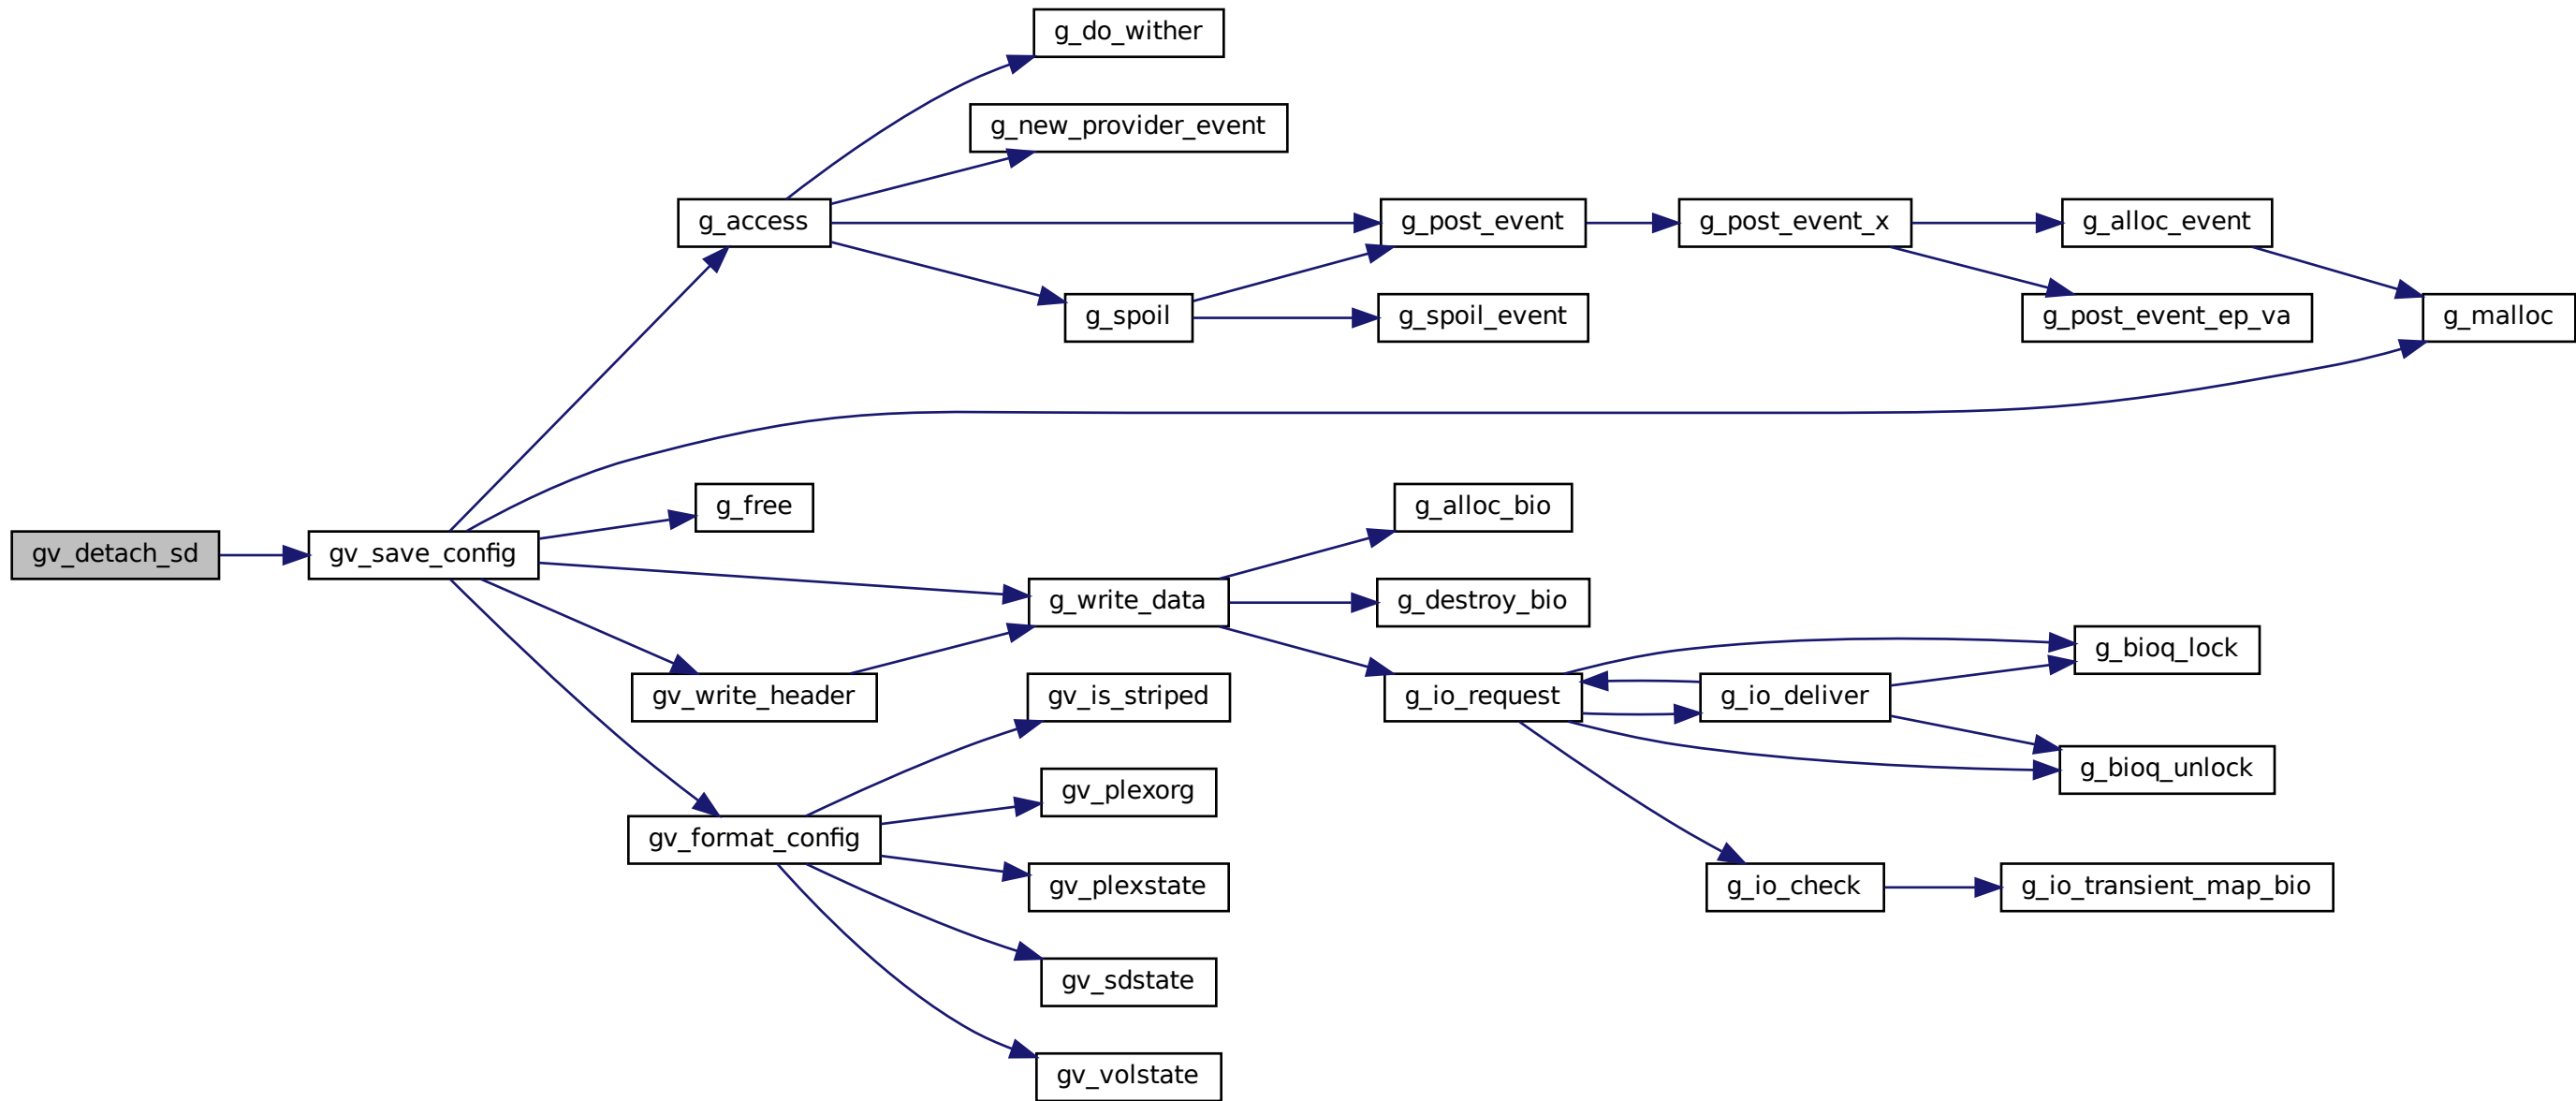 g_do_wither
g_new_provider_event
g_access
g_post_event
g_post_event_x
g_alloc_event
g_spoil
g_spoil_event
g_post_event_ep_va
g_malloc
g_free
g_alloc_bio
gv_detach_sd
gv_save_config
g_write_data
g_destroy_bio
g_bioq_lock
gv_write_header
gv_is_striped
g_io_request
g_io_deliver
g_bioq_unlock
gv_plexorg
gv_format_config
gv_plexstate
g_io_check
g_io_transient_map_bio
gv_sdstate
gv_volstate